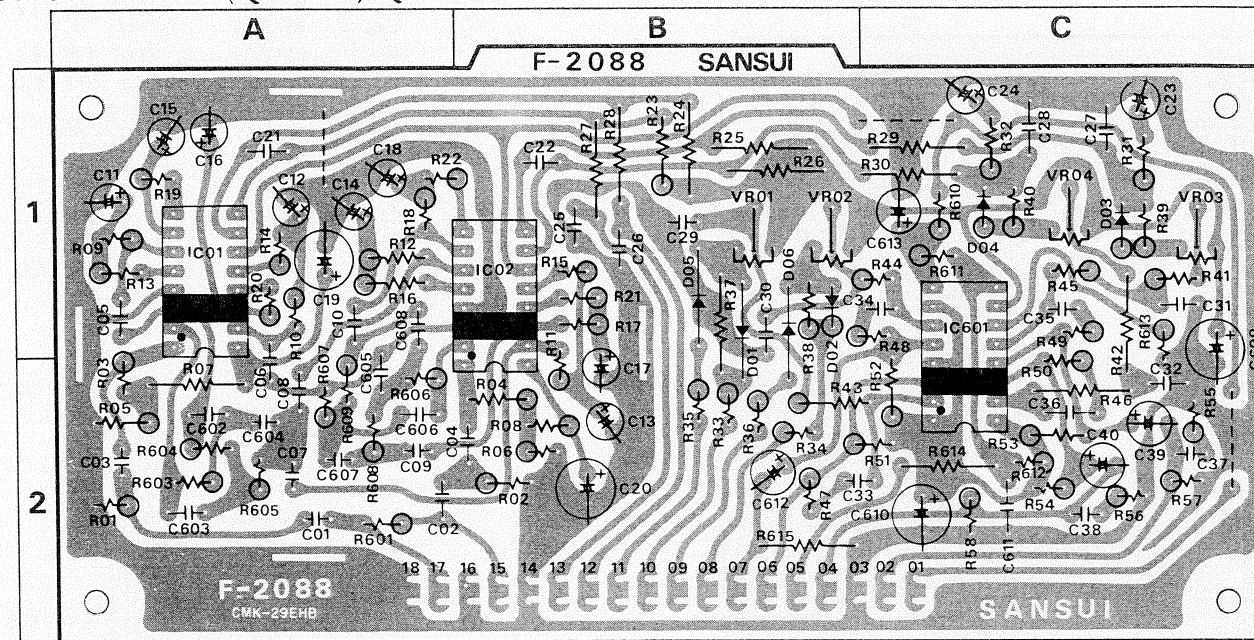 A B C
F-2088 SANSUI
1
C15 C16 C21 C22 R27 R28 R23 R24 R25 R26 R29 R30 C24 R32 C28 C27 R31 C23
C11 R19 C12 C14 C18 R22 R18 VR01 VR02 R610 R40 VR04 D03 R39 VR03
R09 R13 IC01 R14 R20 C19 R12 R16 IC02 R15 C25 C26 C29 D05 D06 C613 D04 R611
C05 R10 C10 C608 R21 R17 R11 R37 C30 D01 R38 D02 C34 R44 R48 IC601 R45 C35 R49 R42 R613 R41 C31
R03 R07 C06 C08 R607 C605 R606 R04 C17 R52 R50 C32
2
R05 C602 C604 R609 C606 R08 C13 R35 R33 R36 R43 R34 C36 R46 R55
C03 R604 C07 C607 R608 C09 C04 R06 R51 R53 C40 C39 C37
R603 R605 R02 C20 C612 R47 C33 R614 R612 R54 R56 R57
R01 C603 C01 R601 C02 R615 C610 R58 C611 C38
18 17 16 15 14 13 12 11 10 09 08 07 06 05 04 03 02 01
F-2088
CMK-29EHB
SANSUI